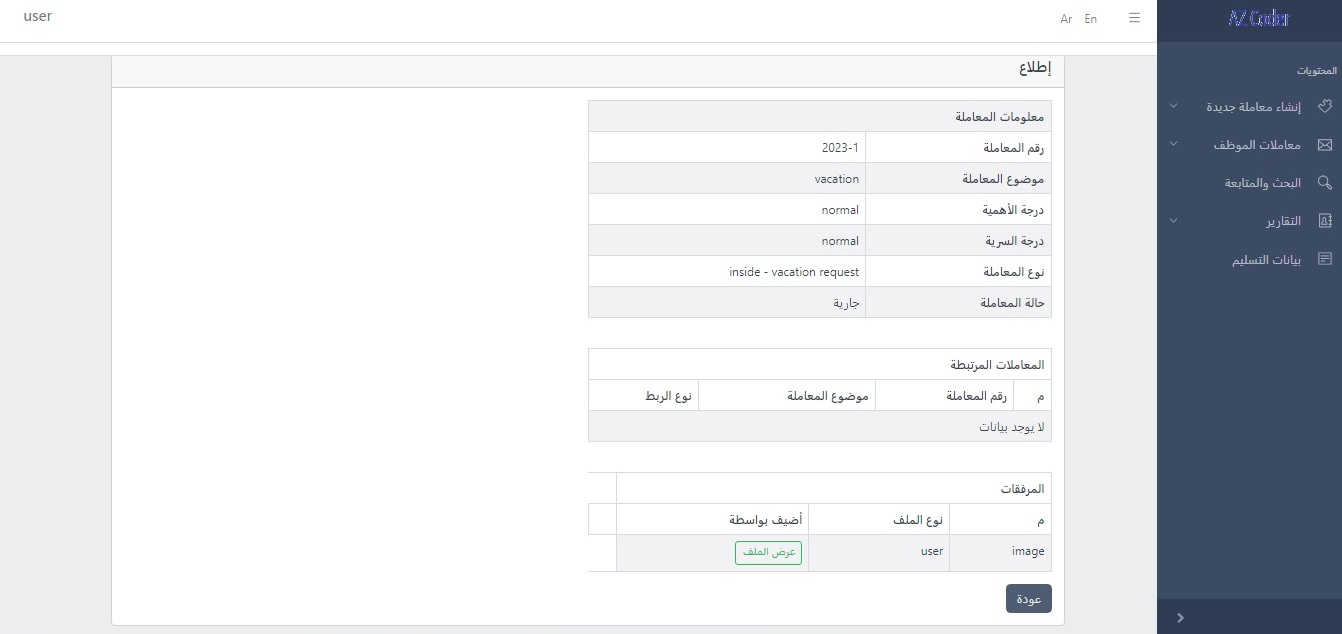 user
Ar En
AZ Coder
المحتويات
إنشاء معاملة جديدة
معاملات الموظف
البحث والمتابعة
التقارير
بيانات التسليم
إطلاع
معلومات المعاملة
رقم المعاملة 2023-1
موضوع المعاملة vacation
درجة الأهمية normal
درجة السرية normal
نوع المعاملة inside - vacation request
حالة المعاملة جارية
المعاملات المرتبطة
م رقم المعاملة موضوع المعاملة نوع الربط
لا يوجد بيانات
المرفقات
م نوع الملف أضيف بواسطة
image user عرض الملف
عودة